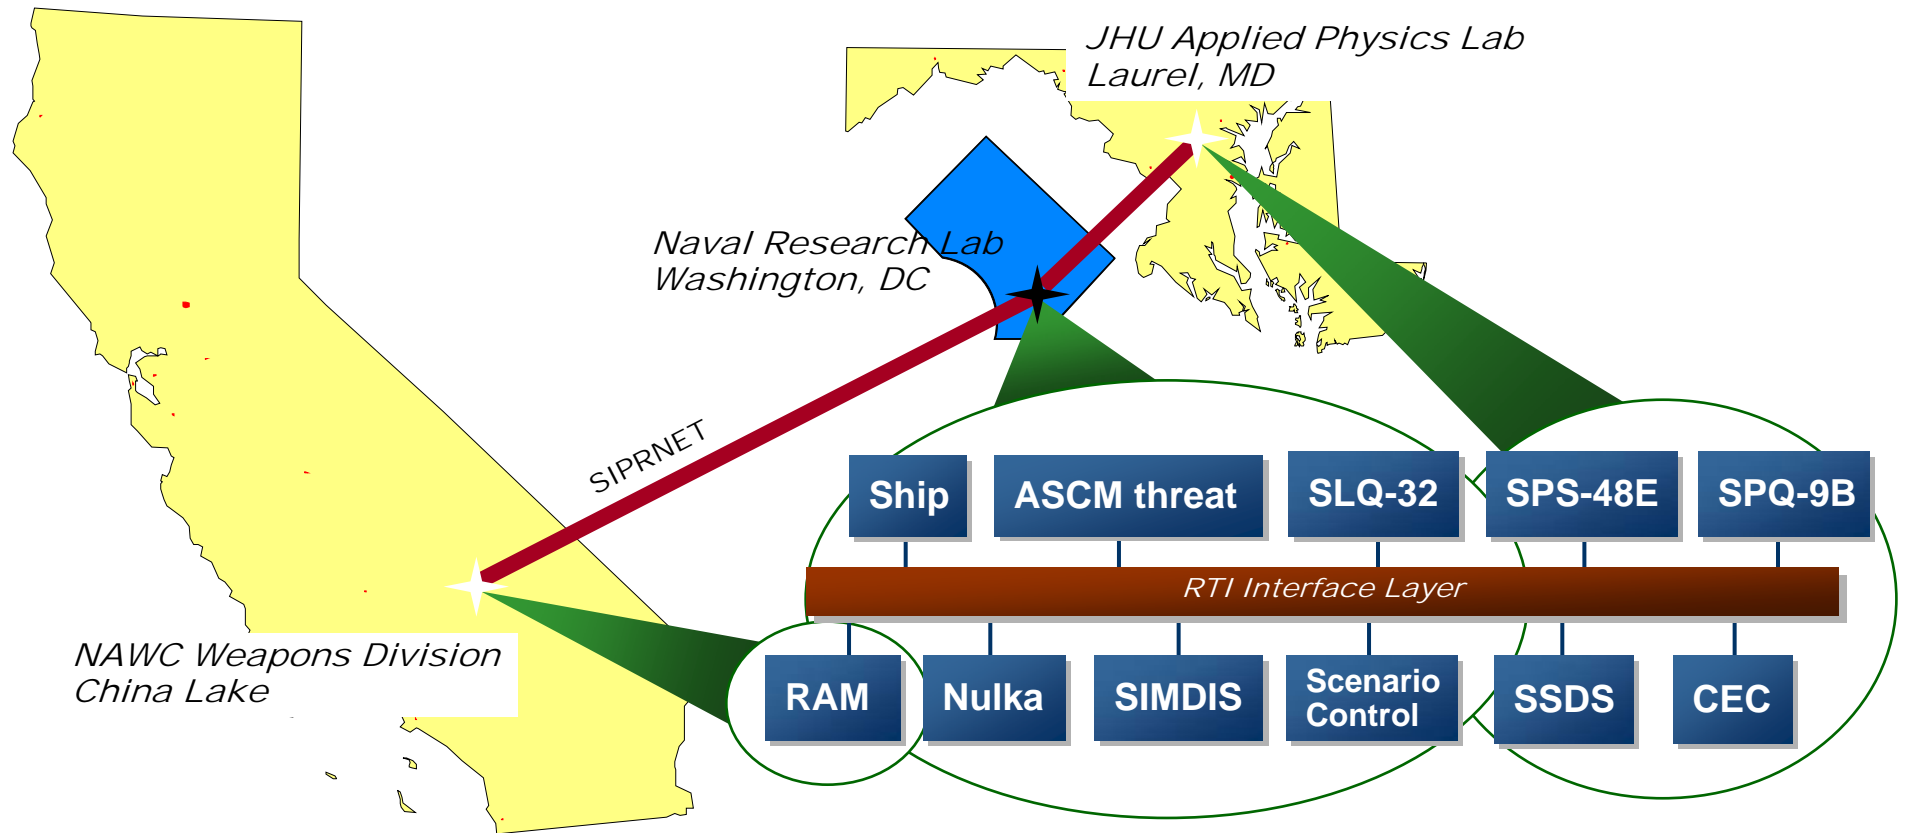 JHU Applied Physics Lab
Laurel, MD
Naval Research Lab
Washington, DC
SIPRNET
NAWC Weapons Division
China Lake
Ship
ASCM threat
SLQ-32
SPS-48E
SPQ-9B
RTI Interface Layer
RAM
Nulka
SIMDIS
Scenario
Control
SSDS
CEC